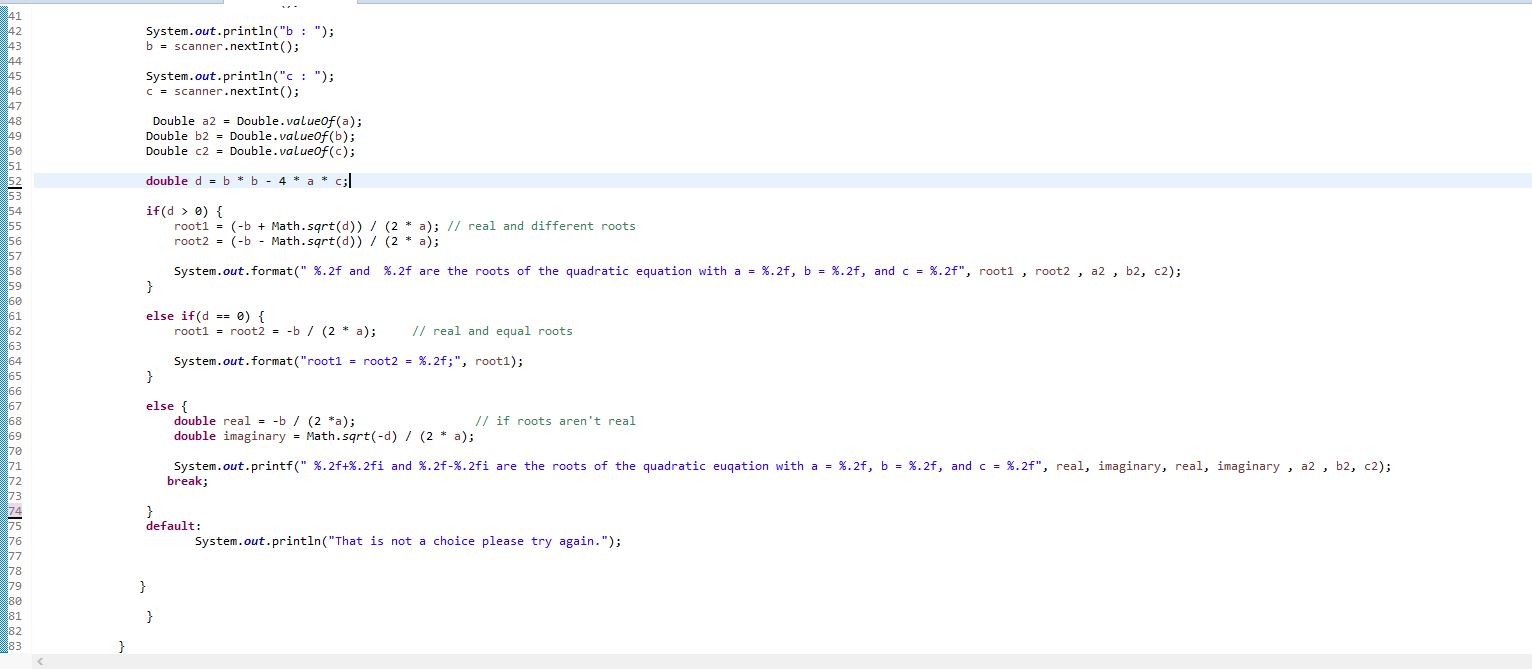 41
42 System.out.println("b : ");
43 b = scanner.nextInt();
44
45 System.out.println("c : ");
46 c = scanner.nextInt();
47
48 Double a2 = Double.valueOf(a);
49 Double b2 = Double.valueOf(b);
50 Double c2 = Double.valueOf(c);
51
52 double d = b * b - 4 * a * c;
53
54 if(d > 0) {
55 root1 = (-b + Math.sqrt(d)) / (2 * a); // real and different roots
56 root2 = (-b - Math.sqrt(d)) / (2 * a);
57
58 System.out.format(" %.2f and  %.2f are the roots of the quadratic equation with a = %.2f, b = %.2f, and c = %.2f", root1 , root2 , a2 , b2, c2);
59 }
60
61 else if(d == 0) {
62 root1 = root2 = -b / (2 * a); // real and equal roots
63
64 System.out.format("root1 = root2 = %.2f;", root1);
65 }
66
67 else {
68 double real = -b / (2 *a); // if roots aren't real
69 double imaginary = Math.sqrt(-d) / (2 * a);
70
71 System.out.printf(" %.2f+%.2fi and %.2f-%.2fi are the roots of the quadratic euqation with a = %.2f, b = %.2f, and c = %.2f", real, imaginary, real, imaginary , a2 , b2, c2);
72 break;
73
74 }
75 default:
76 System.out.println("That is not a choice please try again.");
77
78
79 }
80
81 }
82
83 }